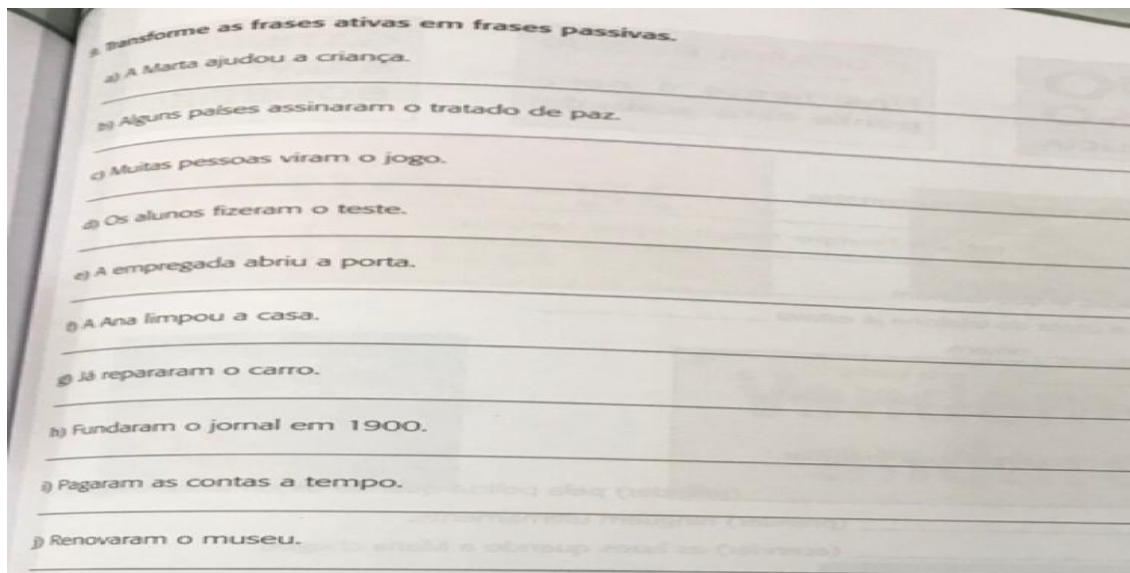 Transforme as frases ativas em frases passivas.
a) A Marta ajudou a criança.
b) Alguns países assinaram o tratado de paz.
c) Muitas pessoas viram o jogo.
d) Os alunos fizeram o teste.
e) A empregada abriu a porta.
f) A Ana limpou a casa.
g) Já repararam o carro.
h) Fundaram o jornal em 1900.
i) Pagaram as contas a tempo.
j) Renovaram o museu.